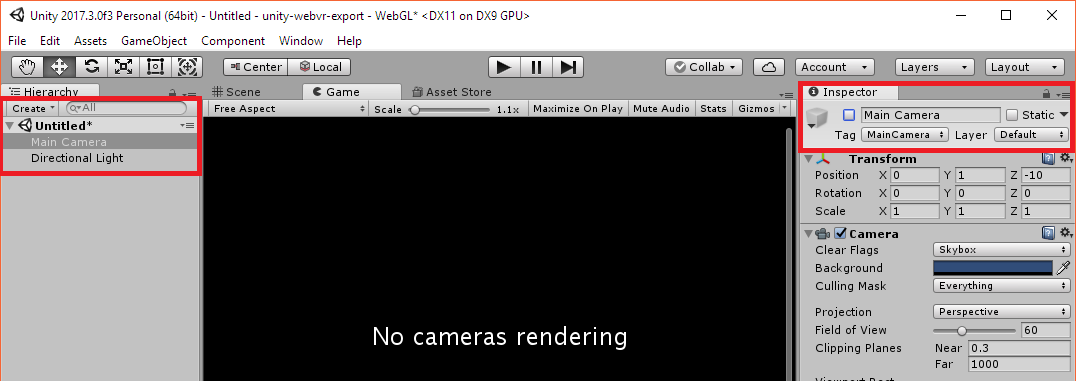 Unity 2017.3.0f3 Personal (64bit) - Untitled - unity-webvr-export - WebGL* <DX11 on DX9 GPU>
File Edit Assets GameObject Component Window Help
Center Local Collab Account Layers Layout
Hierarchy
Create All
Untitled*
Main Camera
Directional Light
Scene Game Asset Store
Free Aspect Scale 1.1x Maximize On Play Mute Audio Stats Gizmos
No cameras rendering
Inspector
Main Camera Static
Tag MainCamera Layer Default
Transform
Position X 0 Y 1 Z -10
Rotation X 0 Y 0 Z 0
Scale X 1 Y 1 Z 1
Camera
Clear Flags Skybox
Background
Culling Mask Everything
Projection Perspective
Field of View 60
Clipping Planes Near 0.3
Far 1000
Viewport Rect